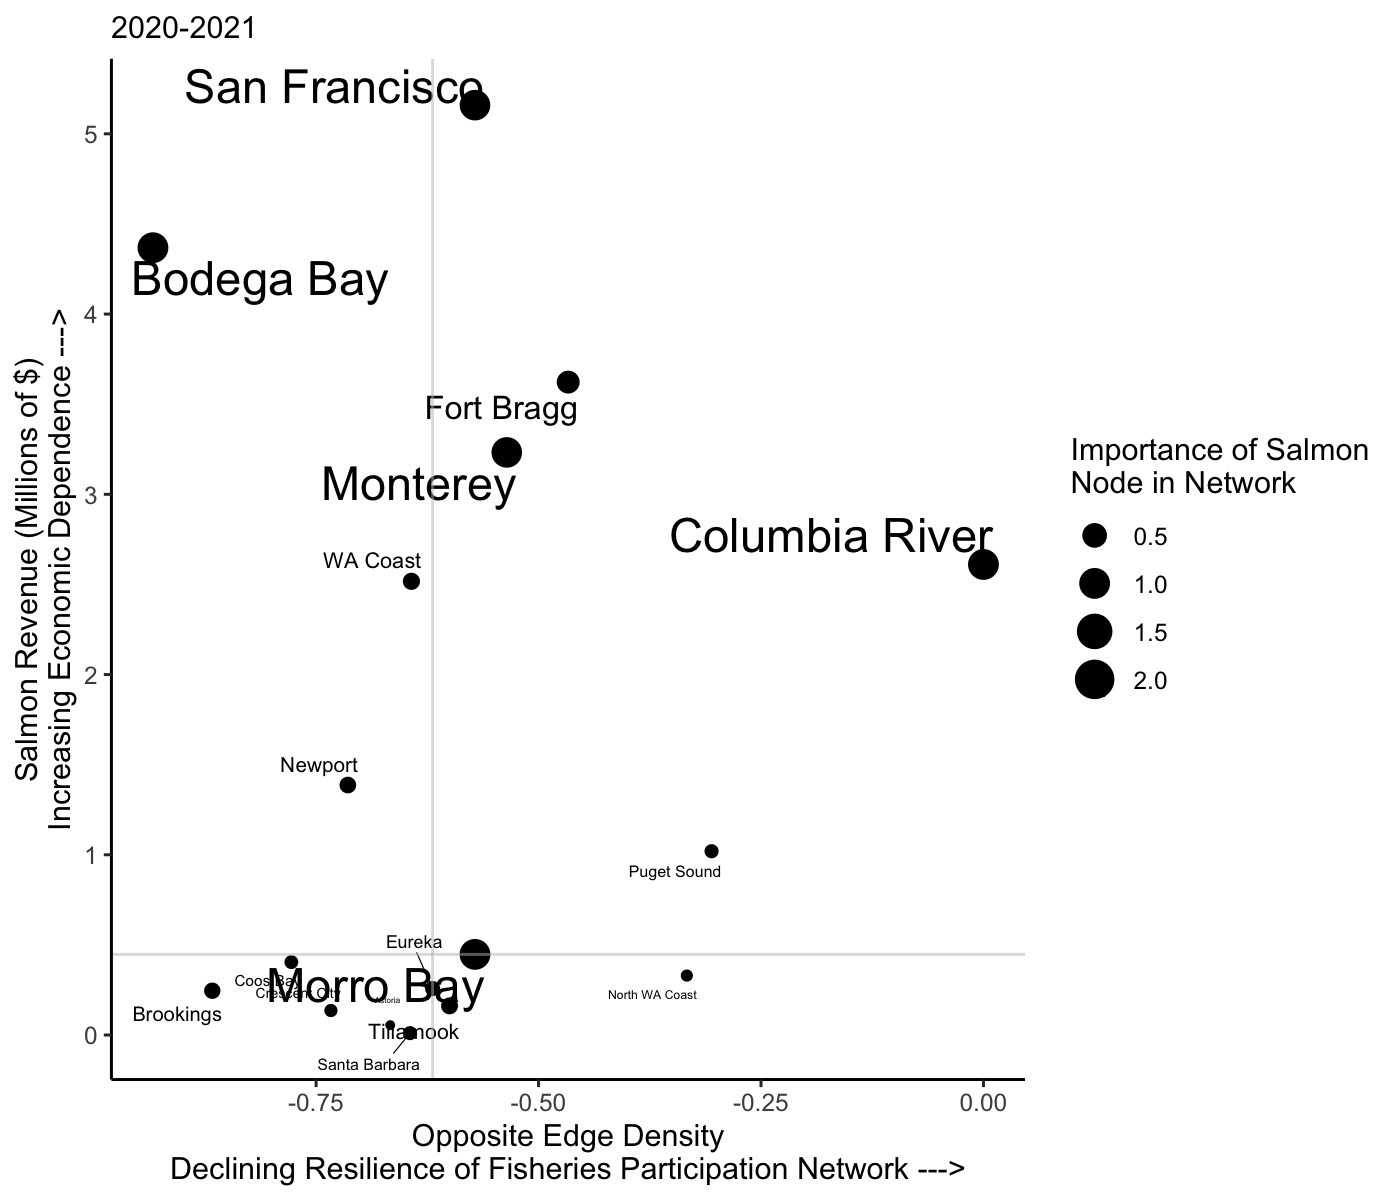 2020-2021
San Francisco
5
Bodega Bay
4
Fort Bragg
Monterey
3
Columbia River
WA Coast
2
Newport
1
Puget Sound
Eureka
Coos Bay
Morro Bay
Crescent City
Astoria
North WA Coast
Brookings
0
Tillamook
Santa Barbara
-0.75
-0.50
-0.25
0.00
Opposite Edge Density
Declining Resilience of Fisheries Participation Network --->
Salmon Revenue (Millions of $)
Increasing Economic Dependence --->
Importance of Salmon
Node in Network
0.5
1.0
1.5
2.0